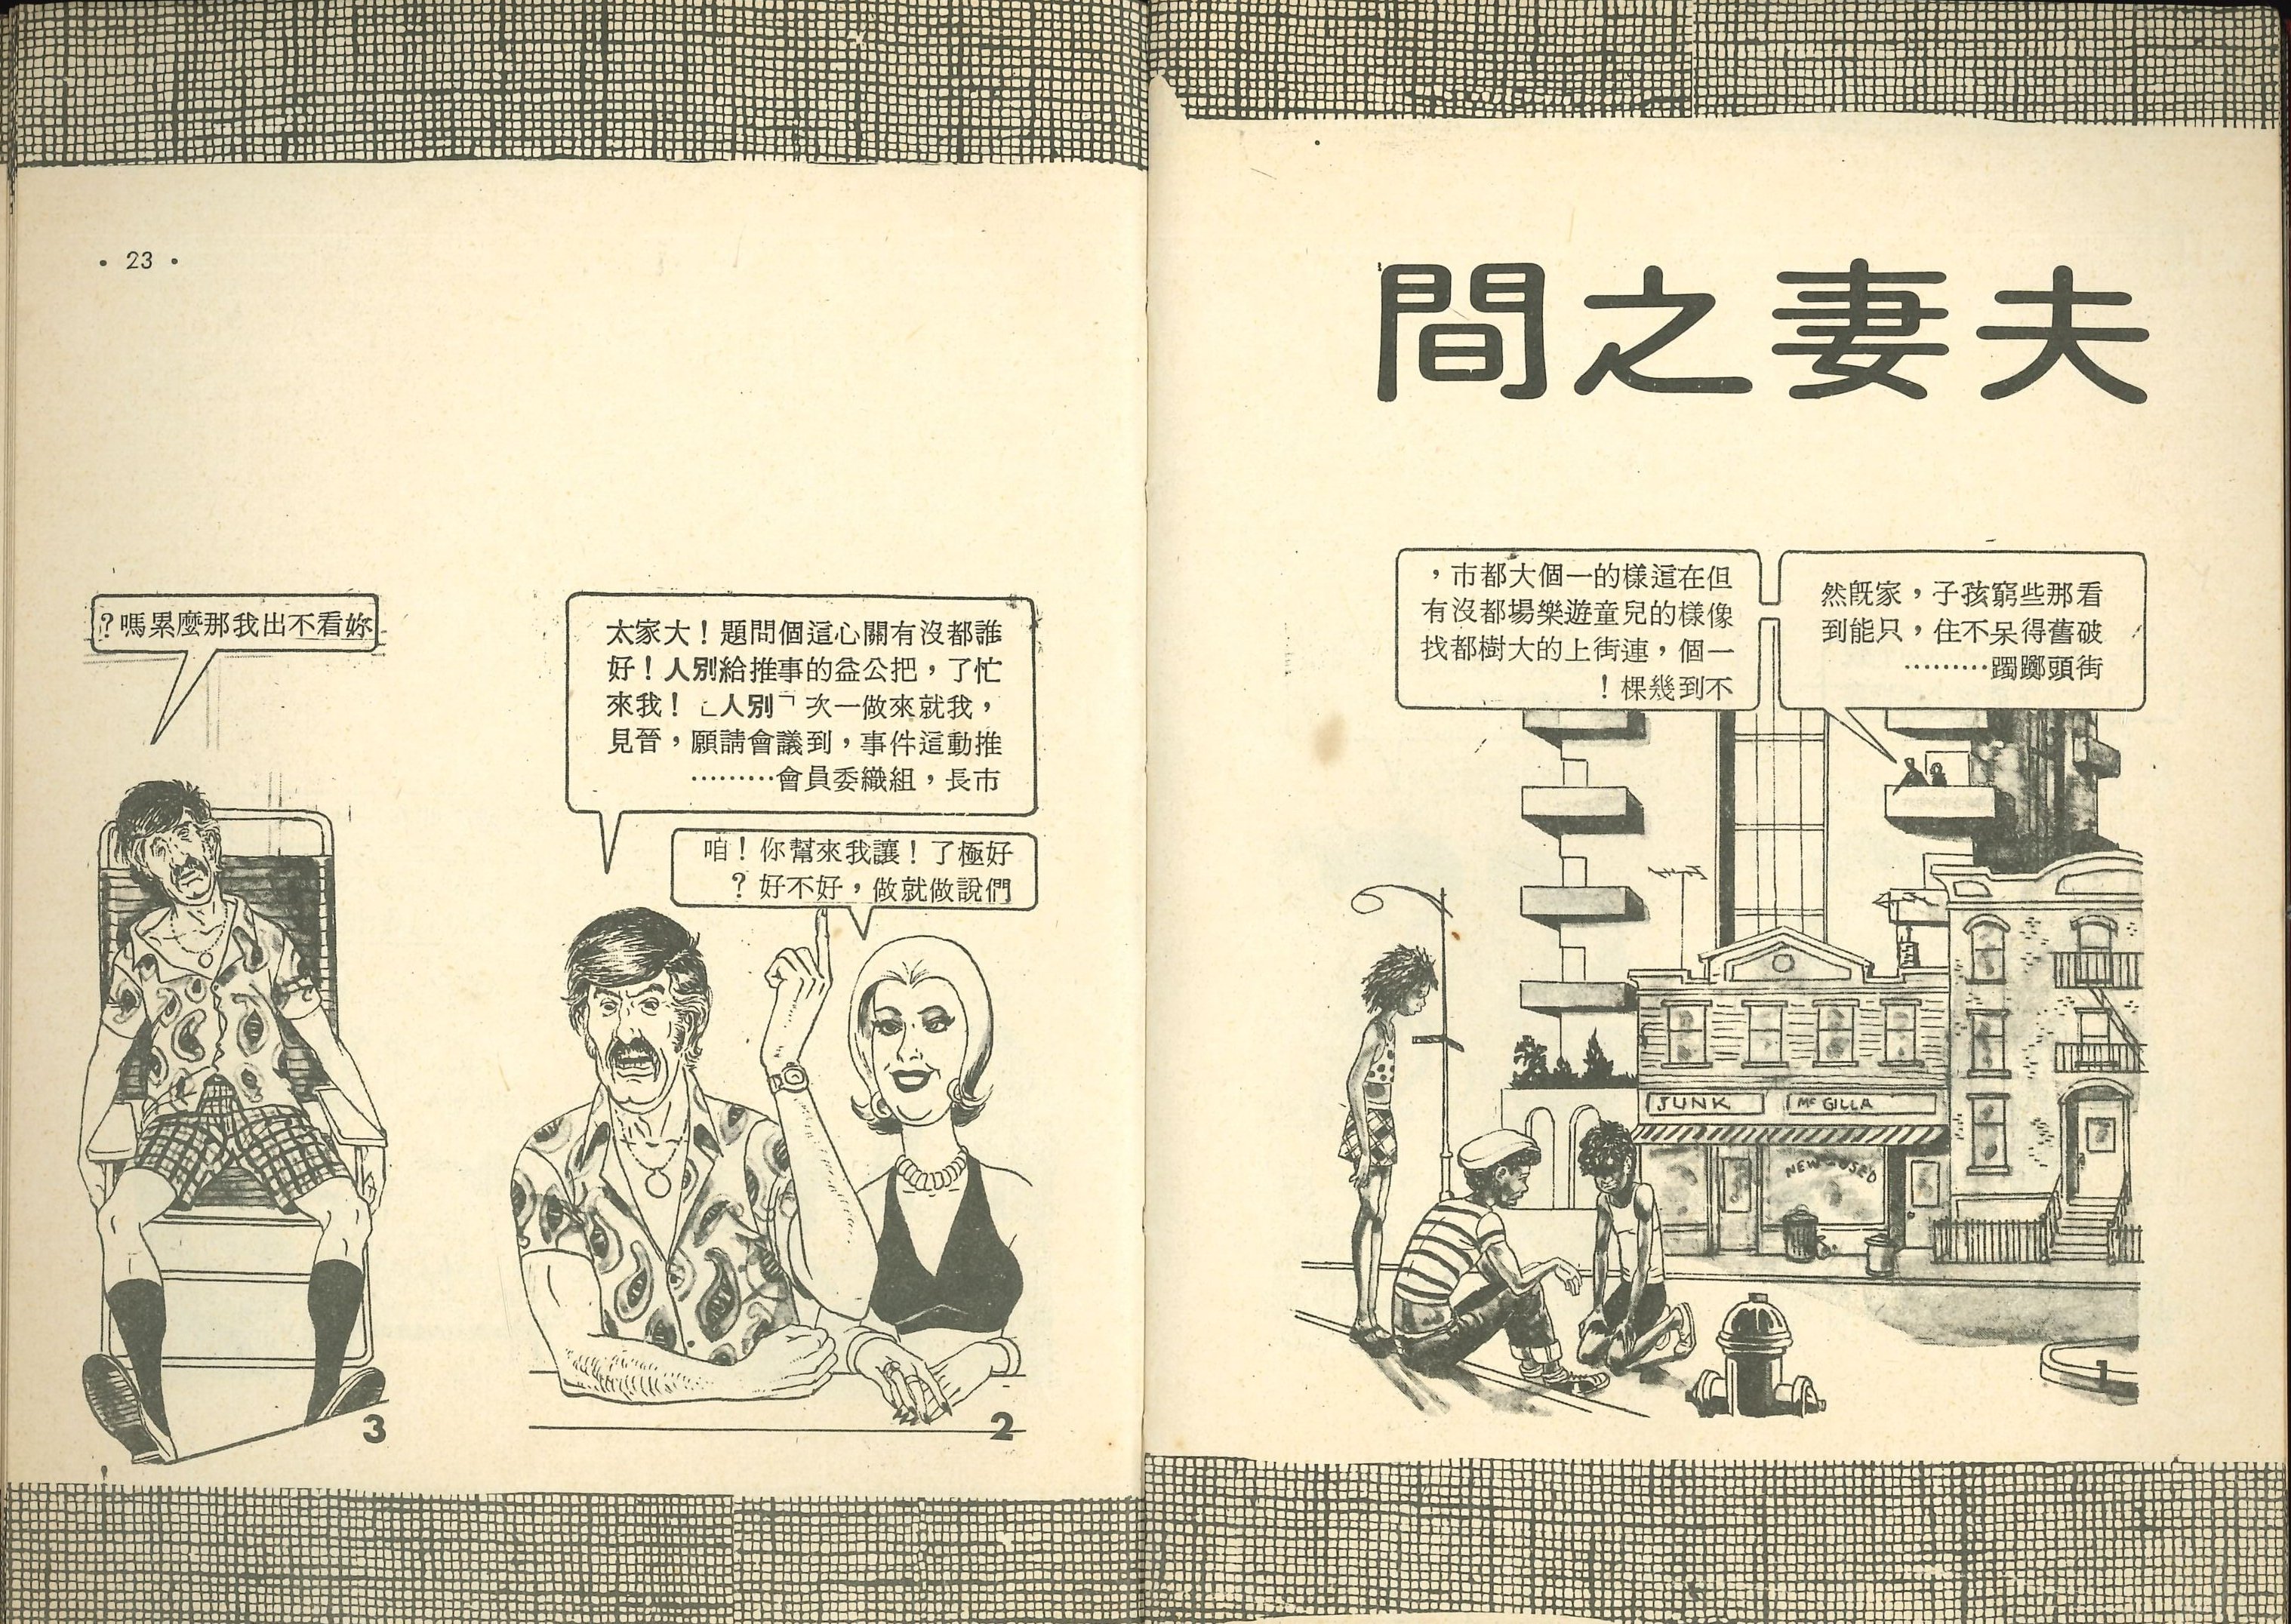 夫妻之間
看那些窮孩子,家既然
破舊得呆不住,只能到
街頭躑躅………
但在這樣的一個大都市,
像樣的兒童遊樂場都沒有
一個,連街上的大樹都找
不到幾棵!
JUNK
Mc GILLA
NEW - USED
1
誰都沒有關心這個問題!大家太
忙了,把公益的事推給別人!好
,我就來做一次「別人」!我來
推動這件事,到議會請願,晉見
市長,組織委員會………
好極了!讓我來幫你!咱
們說做就做,好不好?
2
妳看不出我那麼累嗎?
3
• 23 •